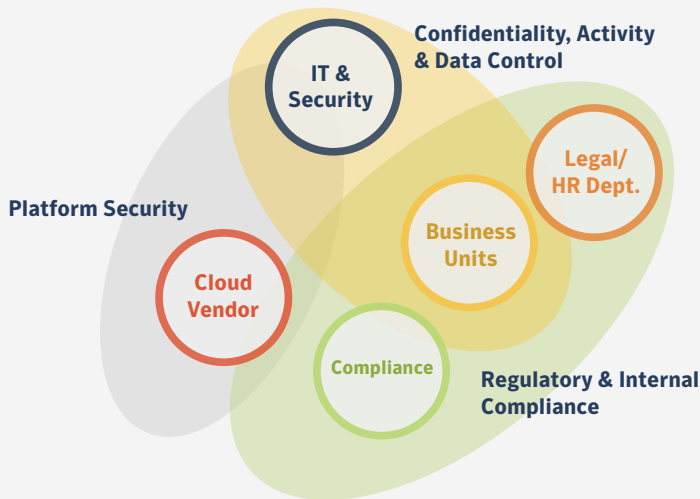 Confidentiality, Activity
& Data Control
IT &
Security
Legal/
HR Dept.
Platform Security
Business
Units
Cloud
Vendor
Compliance
Regulatory & Internal
Compliance